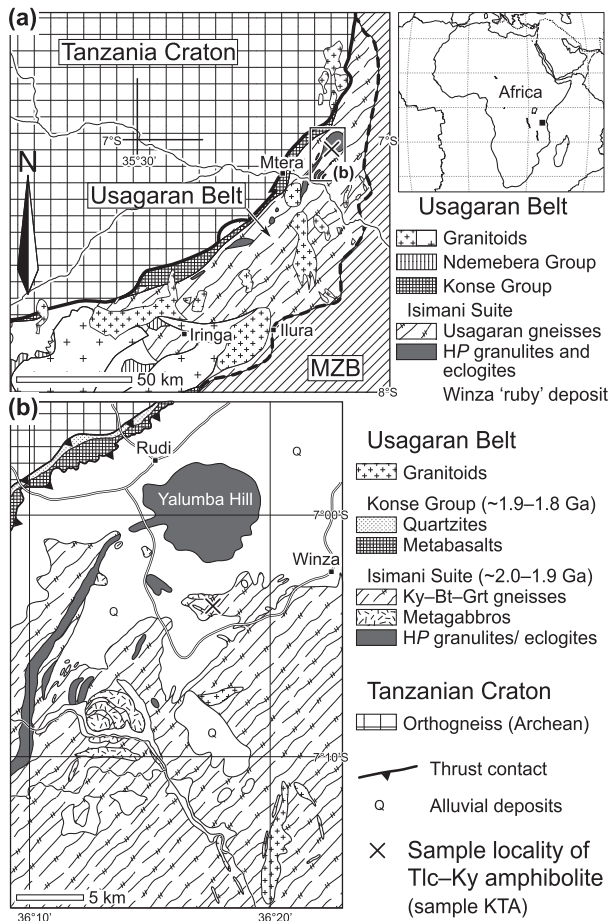 (a)
Tanzania Craton
7°S
35°30'
7°S
Africa
N
Mtera
(b)
Usagaran Belt
Iringa
Ilura
MZB
50 km
8°S
Usagaran Belt
Granitoids
Ndemebera Group
Konse Group
Isimani Suite
Usagaran gneisses
HP granulites and
eclogites
Winza ‘ruby’ deposit
(b)
Rudi
Q
Yalumba Hill
7°00'S
Winza
Q
Q
7°10'S
5 km
36°10'
36°20'
Usagaran Belt
Granitoids
Konse Group (~1.9–1.8 Ga)
Quartzites
Metabasalts
Isimani Suite (~2.0–1.9 Ga)
Ky–Bt–Grt gneisses
Metagabbros
HP granulites/ eclogites
Tanzanian Craton
Orthogneiss (Archean)
Thrust contact
Q Alluvial deposits
Sample locality of
Tlc–Ky amphibolite
(sample KTA)